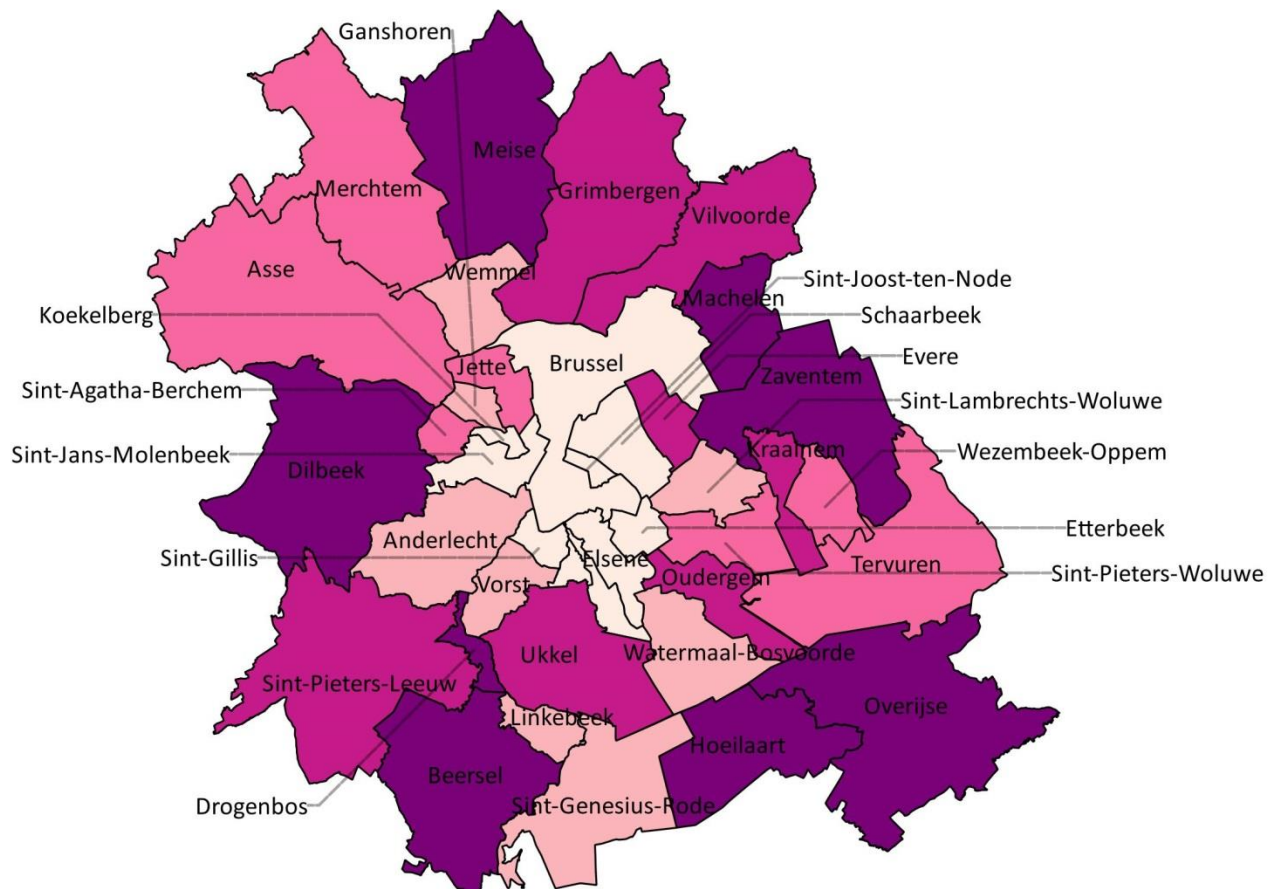 Ganshoren
Meise
Merchtem
Grimbergen
Vilvoorde
Asse
Wemmel
Sint-Joost-ten-Node
Machelen
Koekelberg
Schaarbeek
Brussel
Evere
Jette
Zaventem
Sint-Agatha-Berchem
Sint-Lambrechts-Woluwe
Kraainem
Wezembeek-Oppem
Sint-Jans-Molenbeek
Dilbeek
Etterbeek
Anderlecht
Sint-Gillis
Elsene
Tervuren
Sint-Pieters-Woluwe
Oudergem
Vorst
Ukkel
Watermaal-Bosvoorde
Sint-Pieters-Leeuw
Overijse
Linkebeek
Hoeilaart
Beersel
Drogenbos
Sint-Genesius-Rode